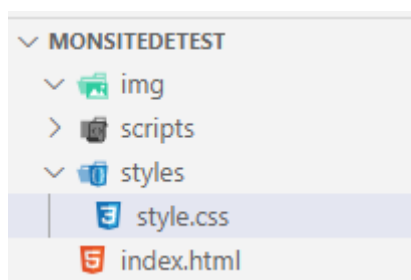 MONSITEDETEST
img
scripts
styles
style.css
index.html